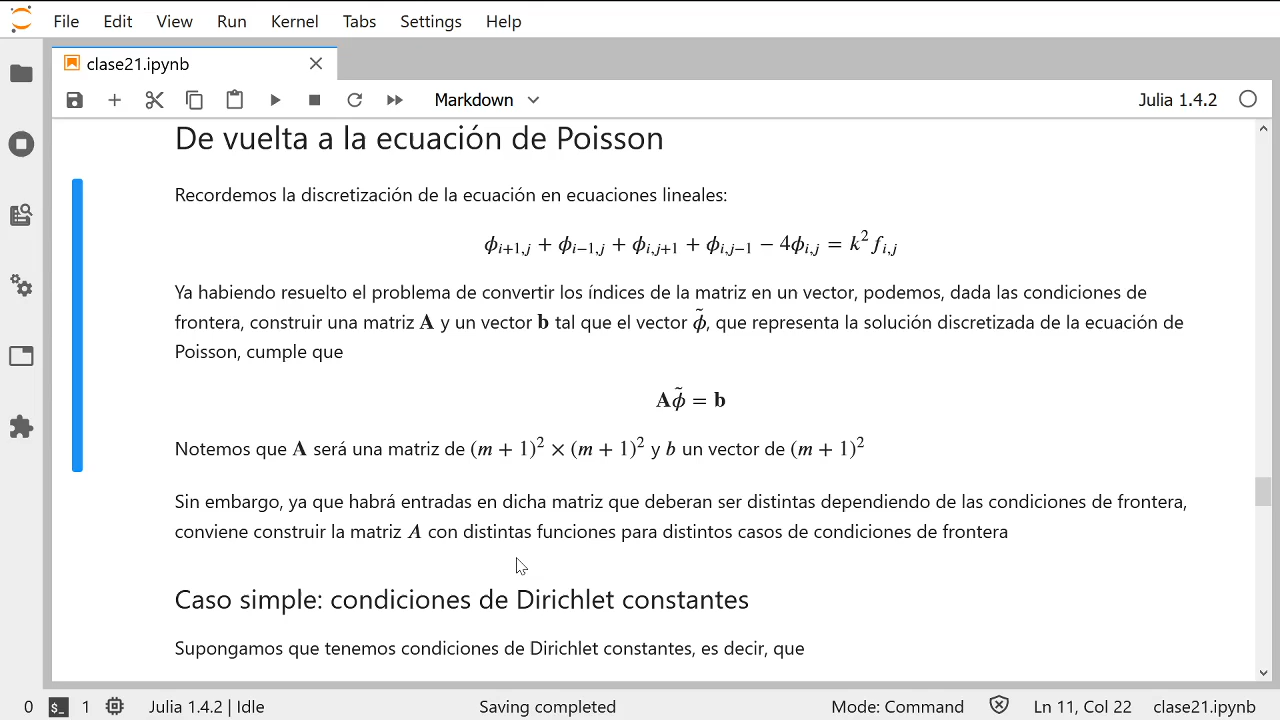 File Edit View Run Kernel Tabs Settings Help
clase21.ipynb
Markdown Julia 1.4.2
De vuelta a la ecuación de Poisson
Recordemos la discretización de la ecuación en ecuaciones lineales:
ϕ_{i+1,j} + ϕ_{i−1,j} + ϕ_{i,j+1} + ϕ_{i,j−1} − 4ϕ_{i,j} = k² f_{i,j}
Ya habiendo resuelto el problema de convertir los índices de la matriz en un vector, podemos, dada las condiciones de
frontera, construir una matriz A y un vector b tal que el vector ϕ̃, que representa la solución discretizada de la ecuación de
Poisson, cumple que
Aϕ̃ = b
Notemos que A será una matriz de (m + 1)² × (m + 1)² y b un vector de (m + 1)²
Sin embargo, ya que habrá entradas en dicha matriz que deberan ser distintas dependiendo de las condiciones de frontera,
conviene construir la matriz A con distintas funciones para distintos casos de condiciones de frontera
Caso simple: condiciones de Dirichlet constantes
Supongamos que tenemos condiciones de Dirichlet constantes, es decir, que
0 $_ 1 Julia 1.4.2 | Idle Saving completed Mode: Command Ln 11, Col 22 clase21.ipynb